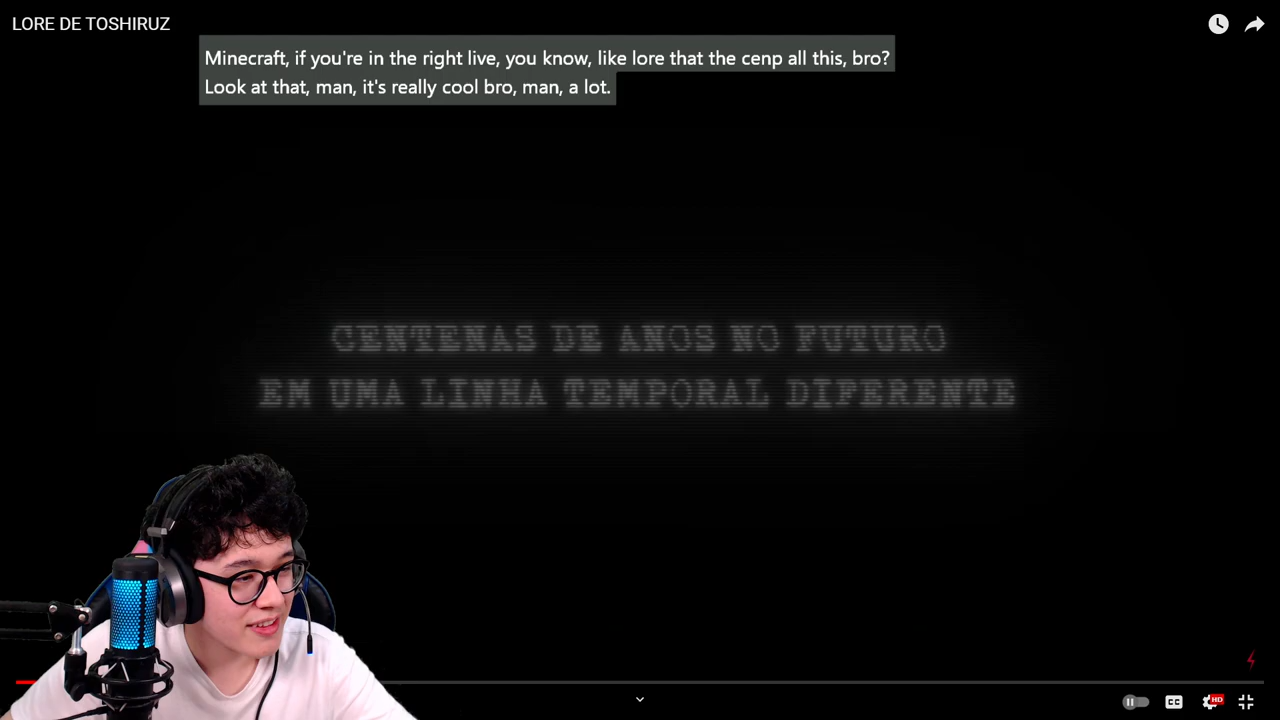 LORE DE TOSHIRUZ
Minecraft, if you're in the right live, you know, like lore that the cenp all this, bro?
Look at that, man, it's really cool bro, man, a lot.
CENTENAS DE ANOS NO FUTURO
EM UMA LINHA TEMPORAL DIFERENTE
CC
HD